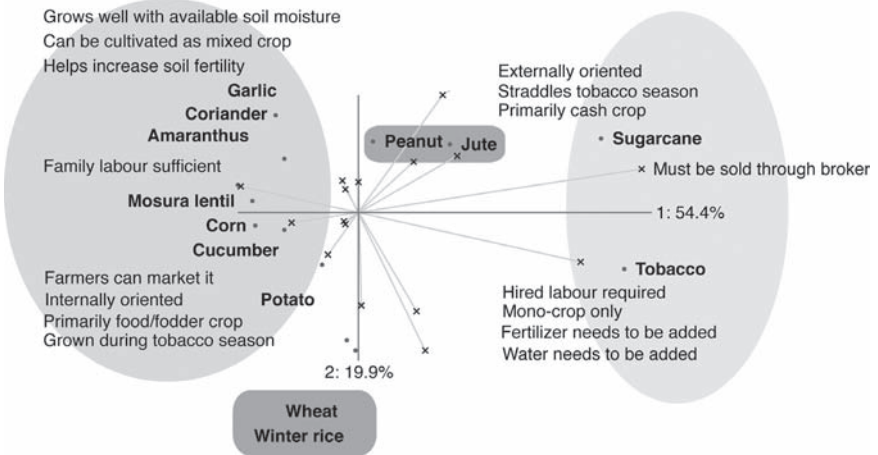 Grows well with available soil moisture
Can be cultivated as mixed crop
Helps increase soil fertility
Garlic
Coriander
Amaranthus
Family labour sufficient
Mosura lentil
Corn
Cucumber
Farmers can market it
Internally oriented
Potato
Primarily food/fodder crop
Grown during tobacco season
Peanut
Jute
Externally oriented
Straddles tobacco season
Primarily cash crop
Sugarcane
Must be sold through broker
1: 54.4%
Tobacco
Hired labour required
Mono-crop only
Fertilizer needs to be added
Water needs to be added
2: 19.9%
Wheat
Winter rice